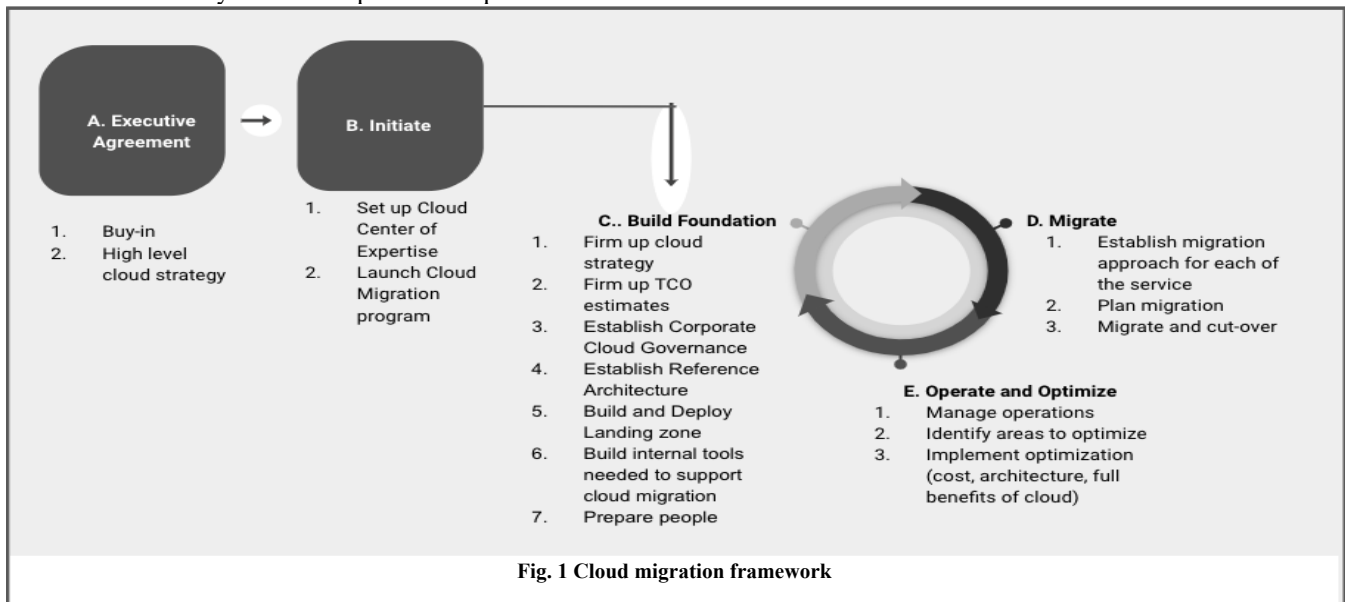 A. Executive
Agreement
1. Buy-in
2. High level
cloud strategy
B. Initiate
1. Set up Cloud
Center of
Expertise
2. Launch Cloud
Migration
program
C.. Build Foundation
1. Firm up cloud
strategy
2. Firm up TCO
estimates
3. Establish Corporate
Cloud Governance
4. Establish Reference
Architecture
5. Build and Deploy
Landing zone
6. Build internal tools
needed to support
cloud migration
7. Prepare people
D. Migrate
1. Establish migration
approach for each of
the service
2. Plan migration
3. Migrate and cut-over
E. Operate and Optimize
1. Manage operations
2. Identify areas to optimize
3. Implement optimization
(cost, architecture, full
benefits of cloud)
Fig. 1 Cloud migration framework